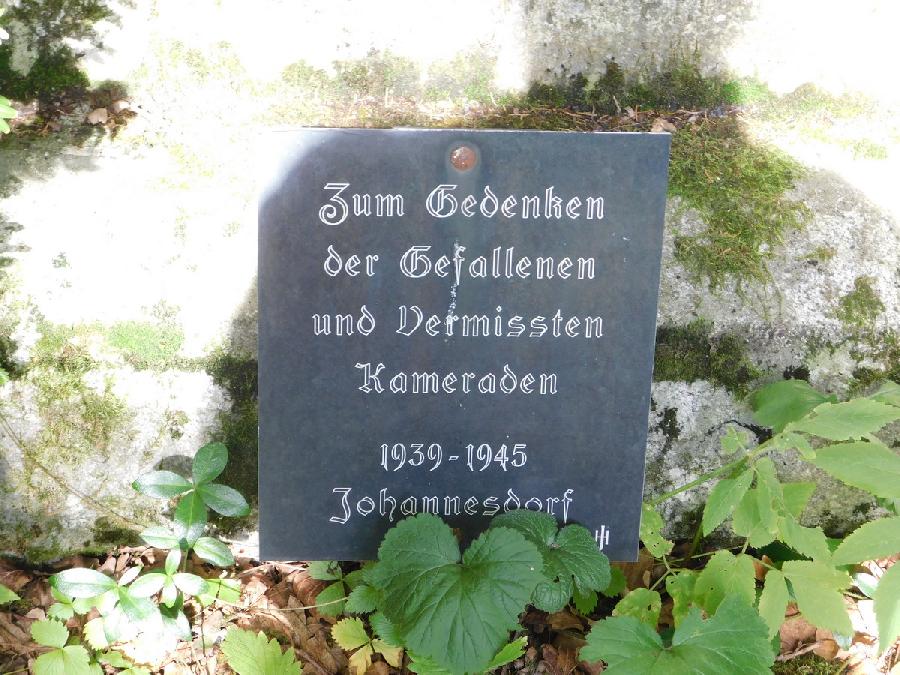 Zum Gedenken
der Gefallenen
und Vermissten
Kameraden
1939-1945
Johannesdorf